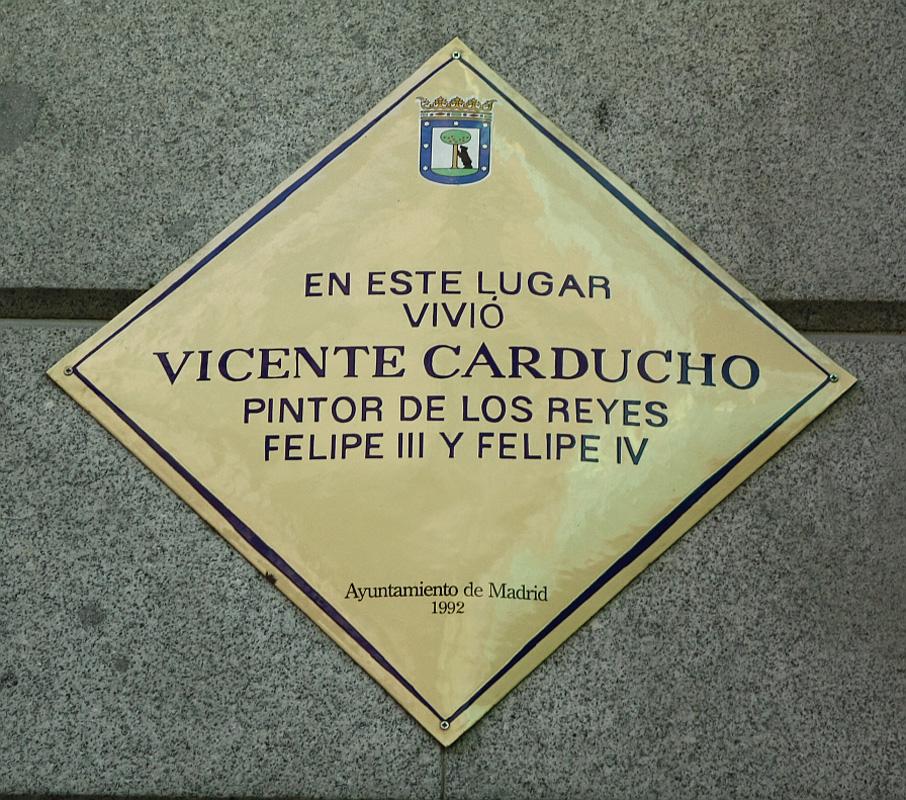 EN ESTE LUGAR
VIVIÓ
VICENTE CARDUCHO
PINTOR DE LOS REYES
FELIPE III Y FELIPE IV
Ayuntamiento de Madrid
1992